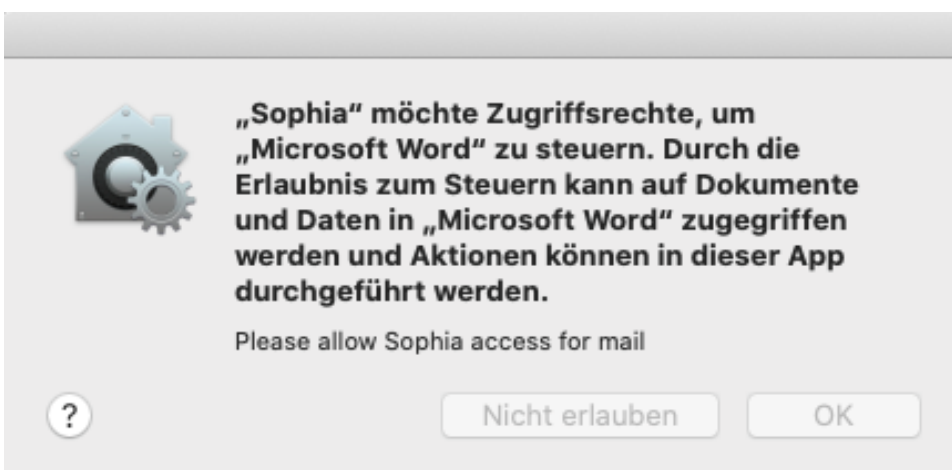 „Sophia“ möchte Zugriffsrechte, um
„Microsoft Word“ zu steuern. Durch die
Erlaubnis zum Steuern kann auf Dokumente
und Daten in „Microsoft Word“ zugegriffen
werden und Aktionen können in dieser App
durchgeführt werden.
Please allow Sophia access for mail
?
Nicht erlauben
OK